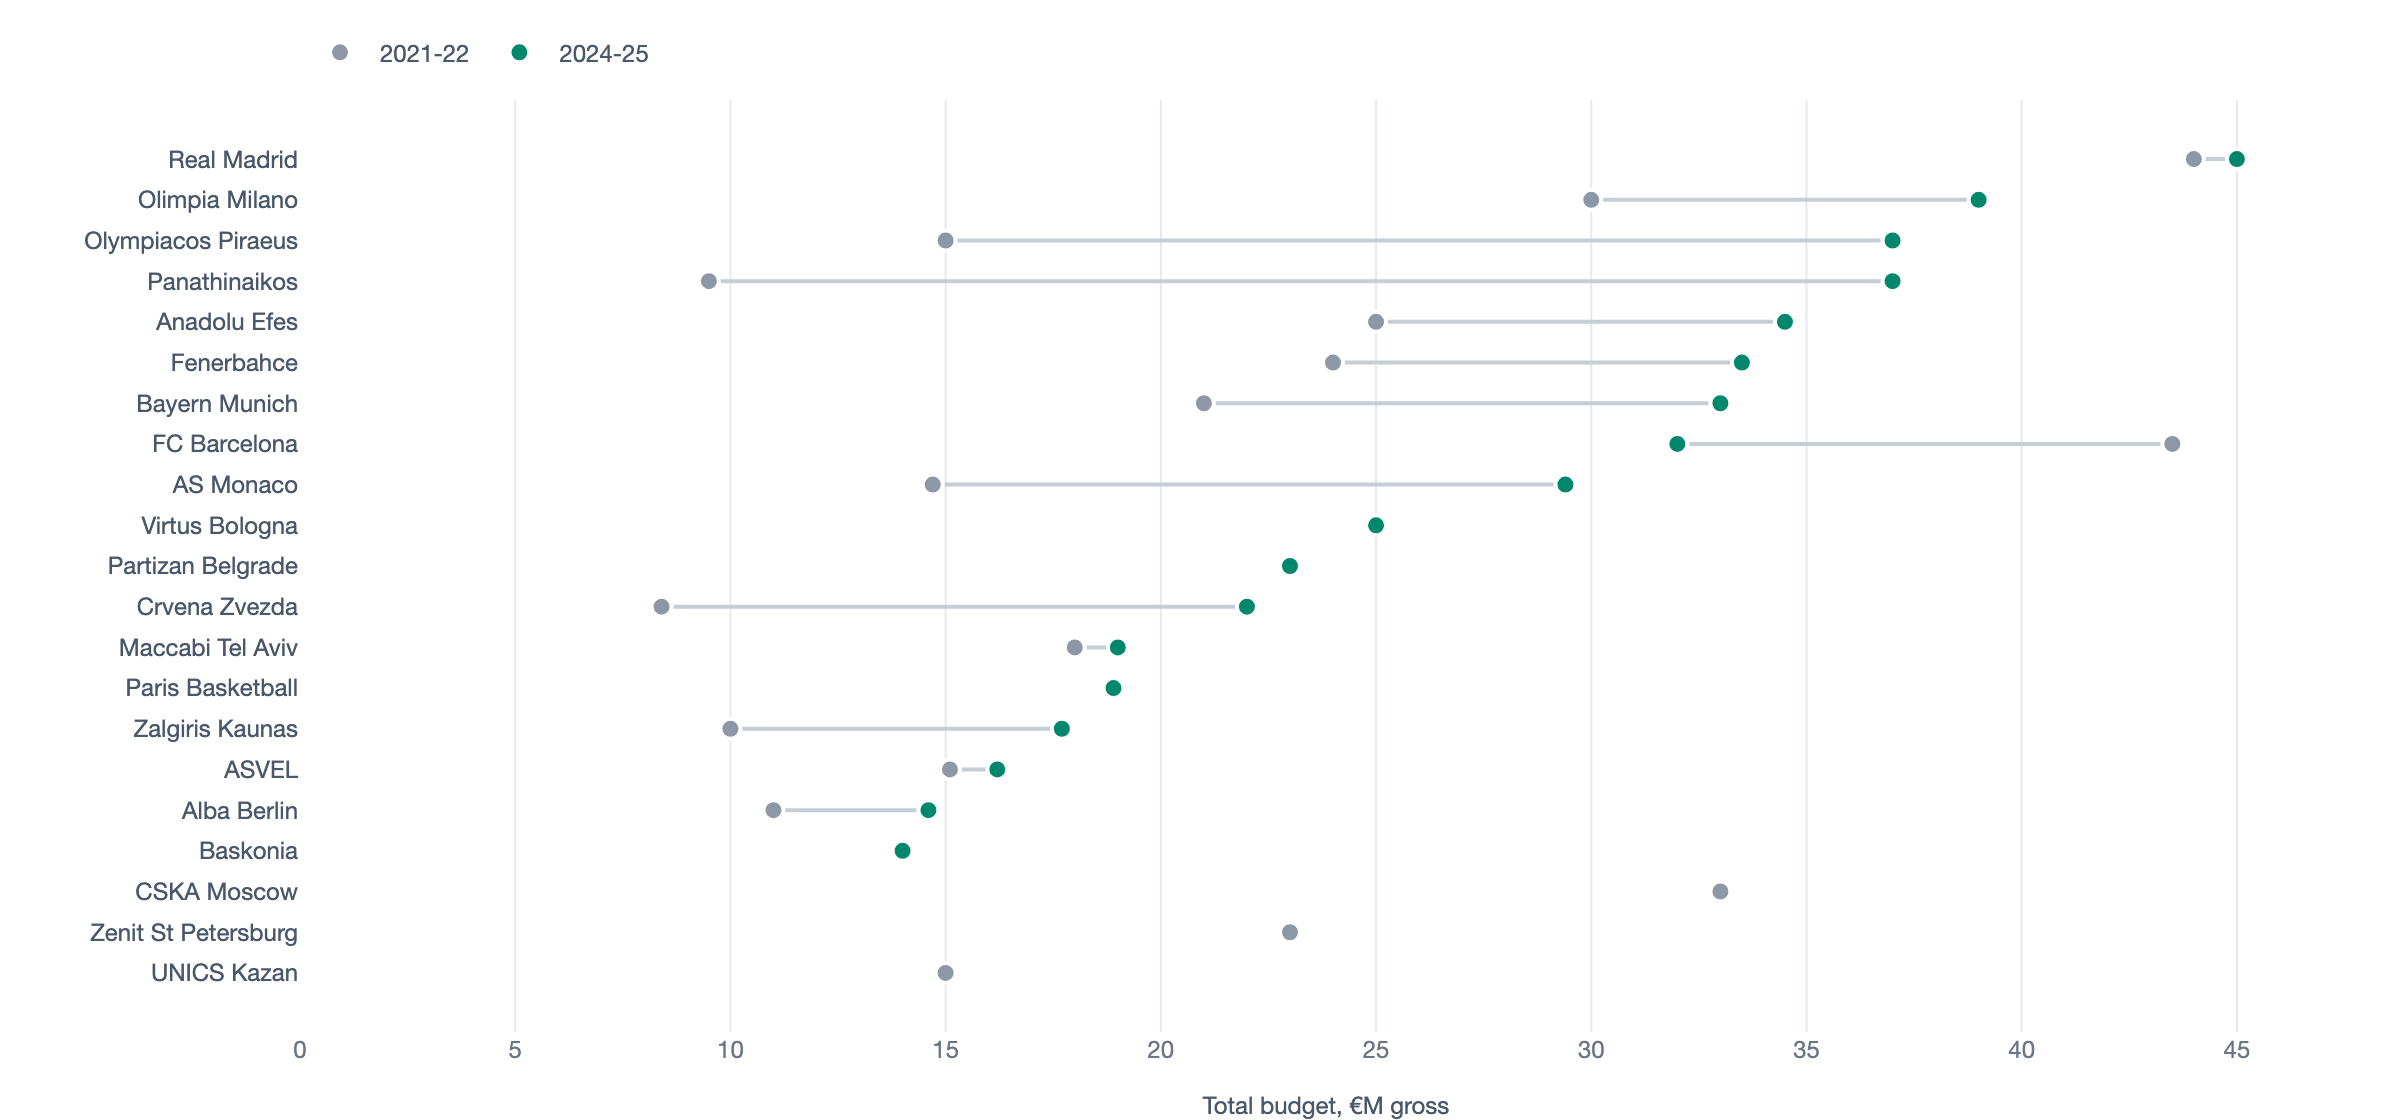 2021-22 2024-25
Real Madrid
Olimpia Milano
Olympiacos Piraeus
Panathinaikos
Anadolu Efes
Fenerbahce
Bayern Munich
FC Barcelona
AS Monaco
Virtus Bologna
Partizan Belgrade
Crvena Zvezda
Maccabi Tel Aviv
Paris Basketball
Zalgiris Kaunas
ASVEL
Alba Berlin
Baskonia
CSKA Moscow
Zenit St Petersburg
UNICS Kazan
0 5 10 15 20 25 30 35 40 45
Total budget, €M gross